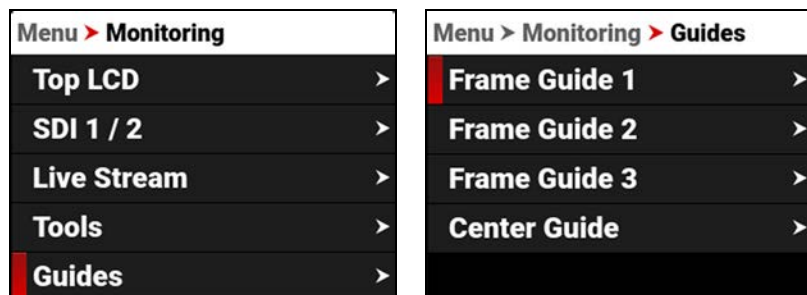 Menu ➤ Monitoring
Top LCD ➤
SDI 1 / 2 ➤
Live Stream ➤
Tools ➤
Guides ➤
Menu ➤ Monitoring ➤ Guides
Frame Guide 1 ➤
Frame Guide 2 ➤
Frame Guide 3 ➤
Center Guide ➤